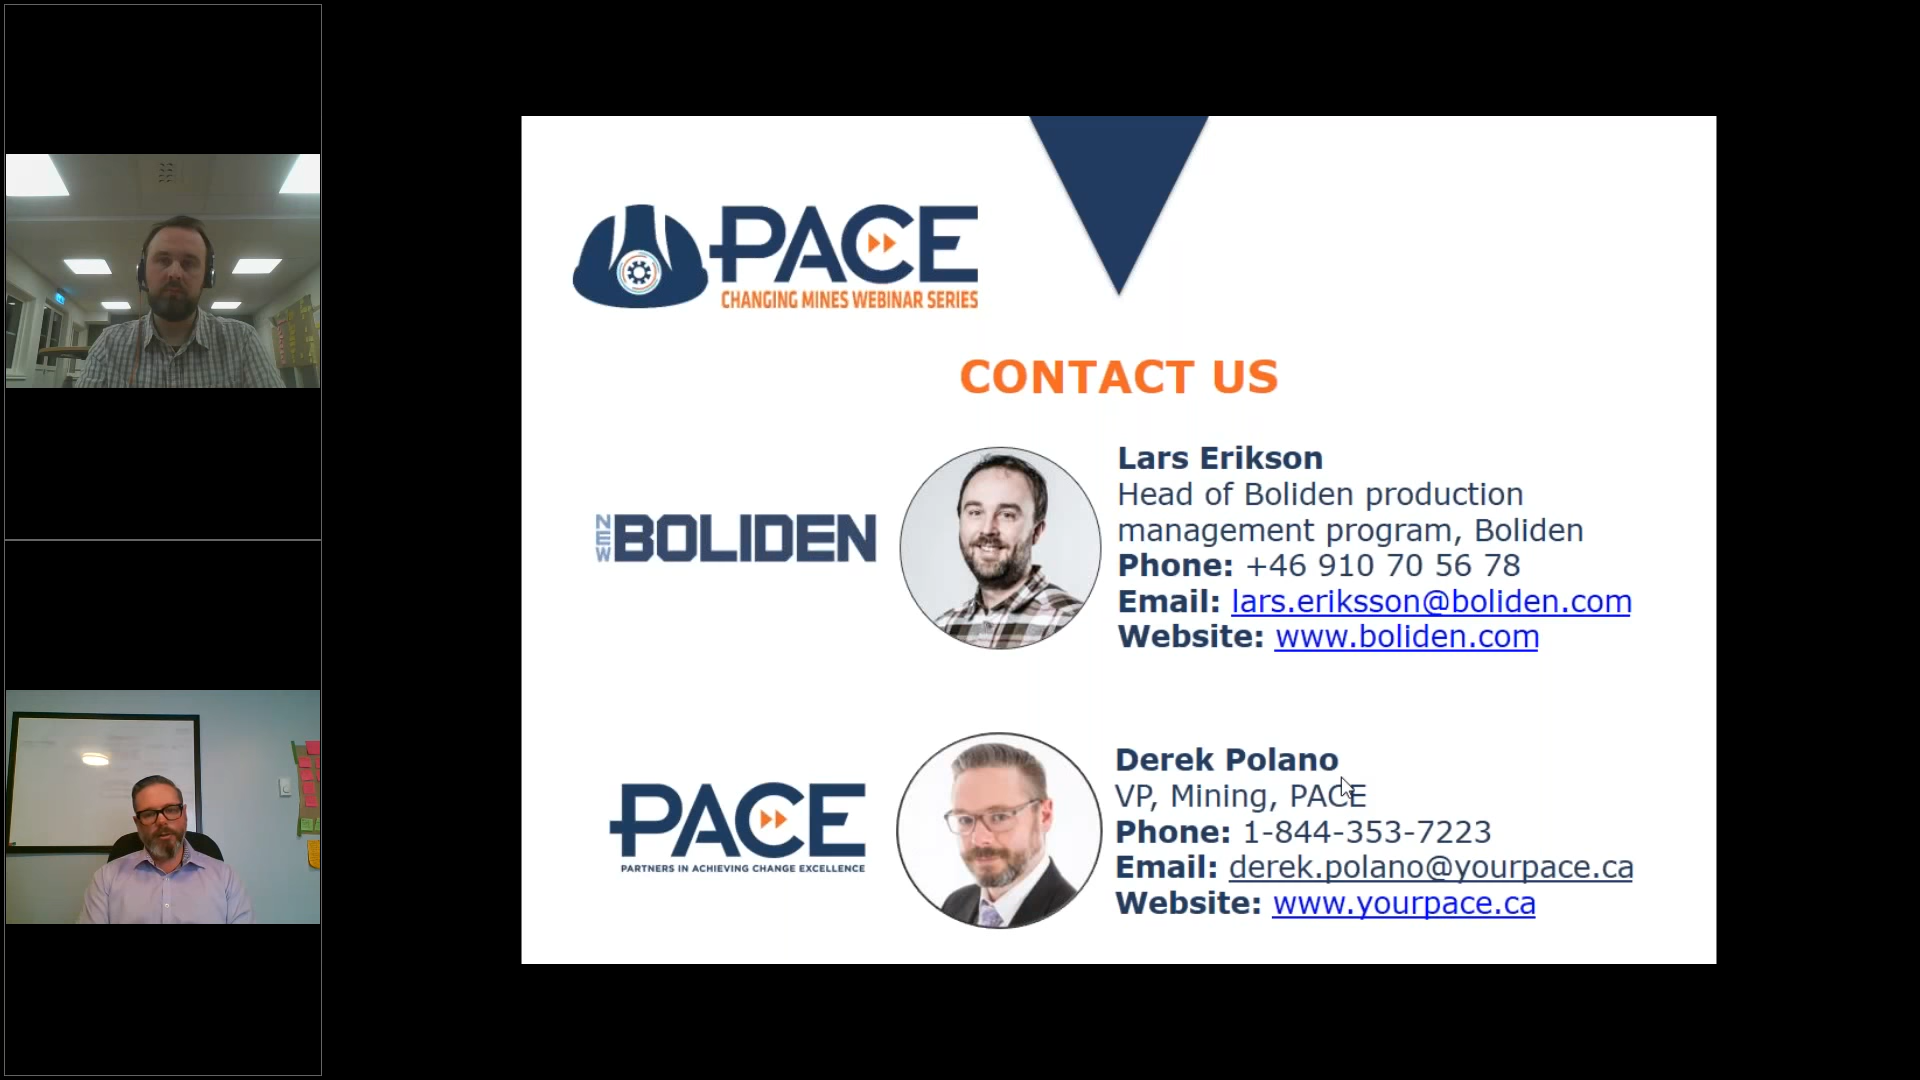 PACE
CHANGING MINES WEBINAR SERIES
CONTACT US
NEW BOLIDEN
Lars Erikson
Head of Boliden production
management program, Boliden
Phone: +46 910 70 56 78
Email: lars.eriksson@boliden.com
Website: www.boliden.com
PACE
PARTNERS IN ACHIEVING CHANGE EXCELLENCE
Derek Polano
VP, Mining, PACE
Phone: 1-844-353-7223
Email: derek.polano@yourpace.ca
Website: www.yourpace.ca